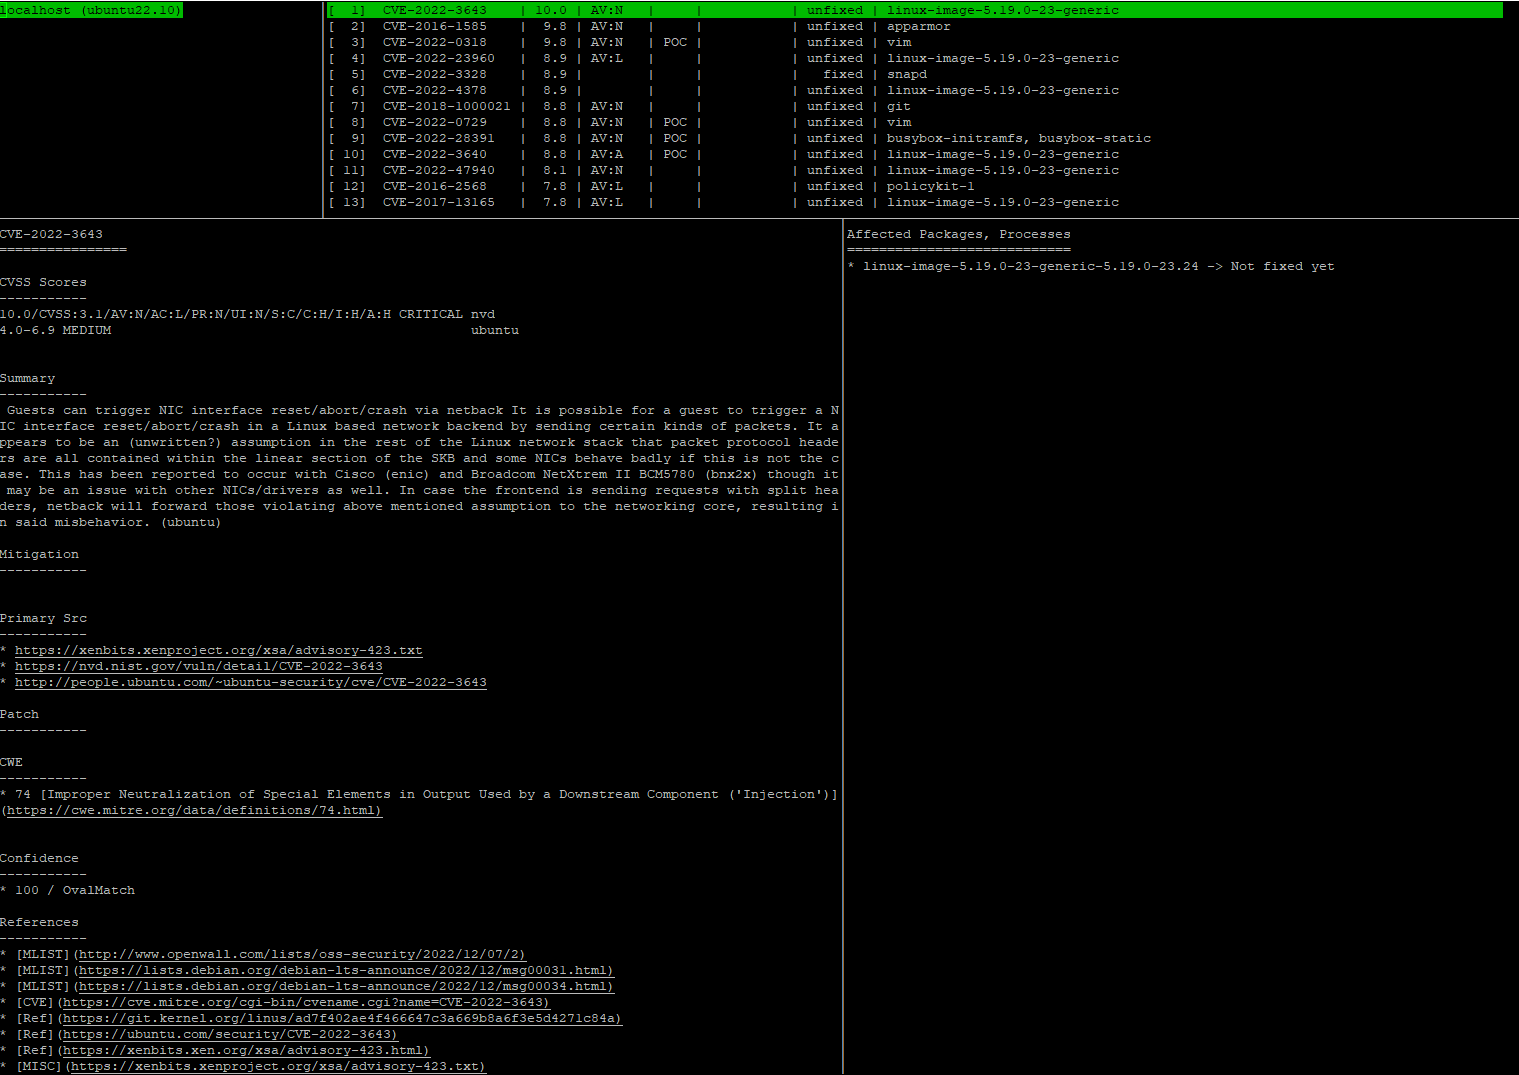 localhost (ubuntu22.10)
[  1]  CVE-2022-3643    | 10.0 | AV:N   |     |           | unfixed | linux-image-5.19.0-23-generic
[  2]  CVE-2016-1585    |  9.8 | AV:N   |     |           | unfixed | apparmor
[  3]  CVE-2022-0318    |  9.8 | AV:N   | POC |           | unfixed | vim
[  4]  CVE-2022-23960   |  8.9 | AV:L   |     |           | unfixed | linux-image-5.19.0-23-generic
[  5]  CVE-2022-3328    |  8.9 |        |     |           |   fixed | snapd
[  6]  CVE-2022-4378    |  8.9 |        |     |           | unfixed | linux-image-5.19.0-23-generic
[  7]  CVE-2018-1000021 |  8.8 | AV:N   |     |           | unfixed | git
[  8]  CVE-2022-0729    |  8.8 | AV:N   | POC |           | unfixed | vim
[  9]  CVE-2022-28391   |  8.8 | AV:N   | POC |           | unfixed | busybox-initramfs, busybox-static
[ 10]  CVE-2022-3640    |  8.8 | AV:A   | POC |           | unfixed | linux-image-5.19.0-23-generic
[ 11]  CVE-2022-47940   |  8.1 | AV:N   |     |           | unfixed | linux-image-5.19.0-23-generic
[ 12]  CVE-2016-2568    |  7.8 | AV:L   |     |           | unfixed | policykit-1
[ 13]  CVE-2017-13165   |  7.8 | AV:L   |     |           | unfixed | linux-image-5.19.0-23-generic
CVE-2022-3643
================
CVSS Scores
-----------
10.0/CVSS:3.1/AV:N/AC:L/PR:N/UI:N/S:C/C:H/I:H/A:H CRITICAL nvd
4.0-6.9 MEDIUM                                             ubuntu
Summary
-----------
Guests can trigger NIC interface reset/abort/crash via netback It is possible for a guest to trigger a N
IC interface reset/abort/crash in a Linux based network backend by sending certain kinds of packets. It a
ppears to be an (unwritten?) assumption in the rest of the Linux network stack that packet protocol heade
rs are all contained within the linear section of the SKB and some NICs behave badly if this is not the c
ase. This has been reported to occur with Cisco (enic) and Broadcom NetXtrem II BCM5780 (bnx2x) though it
may be an issue with other NICs/drivers as well. In case the frontend is sending requests with split hea
ders, netback will forward those violating above mentioned assumption to the networking core, resulting i
n said misbehavior. (ubuntu)
Mitigation
-----------
Primary Src
-----------
* https://xenbits.xenproject.org/xsa/advisory-423.txt
* https://nvd.nist.gov/vuln/detail/CVE-2022-3643
* http://people.ubuntu.com/~ubuntu-security/cve/CVE-2022-3643
Patch
-----------
CWE
-----------
* 74 [Improper Neutralization of Special Elements in Output Used by a Downstream Component ('Injection')]
(https://cwe.mitre.org/data/definitions/74.html)
Confidence
-----------
* 100 / OvalMatch
References
-----------
* [MLIST](http://www.openwall.com/lists/oss-security/2022/12/07/2)
* [MLIST](https://lists.debian.org/debian-lts-announce/2022/12/msg00031.html)
* [MLIST](https://lists.debian.org/debian-lts-announce/2022/12/msg00034.html)
* [CVE](https://cve.mitre.org/cgi-bin/cvename.cgi?name=CVE-2022-3643)
* [Ref](https://git.kernel.org/linus/ad7f402ae4f466647c3a669b8a6f3e5d4271c84a)
* [Ref](https://ubuntu.com/security/CVE-2022-3643)
* [Ref](https://xenbits.xen.org/xsa/advisory-423.html)
* [MISC](https://xenbits.xenproject.org/xsa/advisory-423.txt)
Affected Packages, Processes
============================
* linux-image-5.19.0-23-generic-5.19.0-23.24 -> Not fixed yet